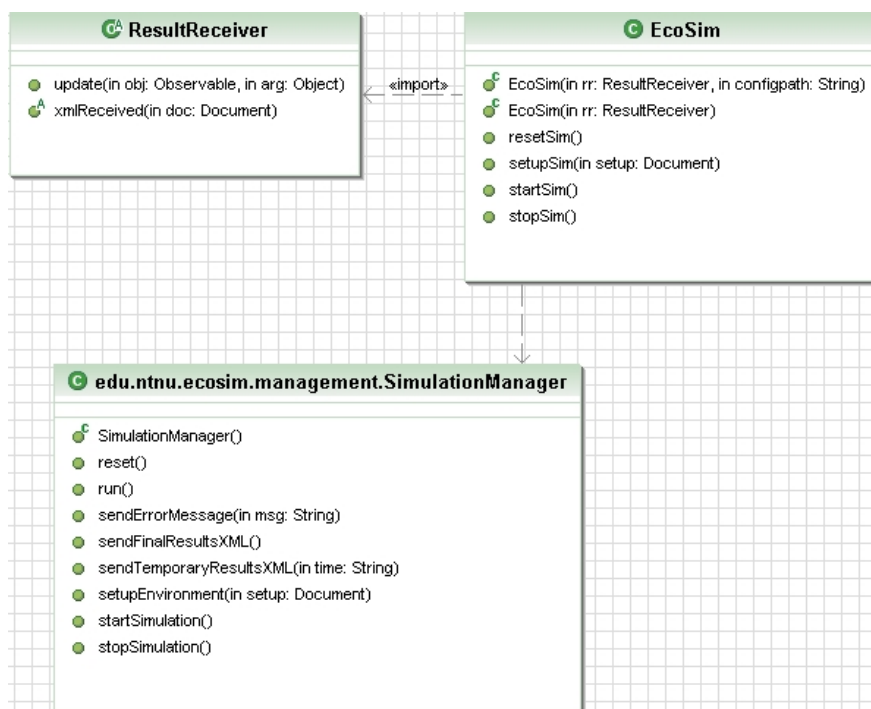 ResultReceiver
update(in obj: Observable, in arg: Object)
xmlReceived(in doc: Document)
«import»
EcoSim
EcoSim(in rr: ResultReceiver, in configpath: String)
EcoSim(in rr: ResultReceiver)
resetSim()
setupSim(in setup: Document)
startSim()
stopSim()
edu.ntnu.ecosim.management.SimulationManager
SimulationManager()
reset()
run()
sendErrorMessage(in msg: String)
sendFinalResultsXML()
sendTemporaryResultsXML(in time: String)
setupEnvironment(in setup: Document)
startSimulation()
stopSimulation()